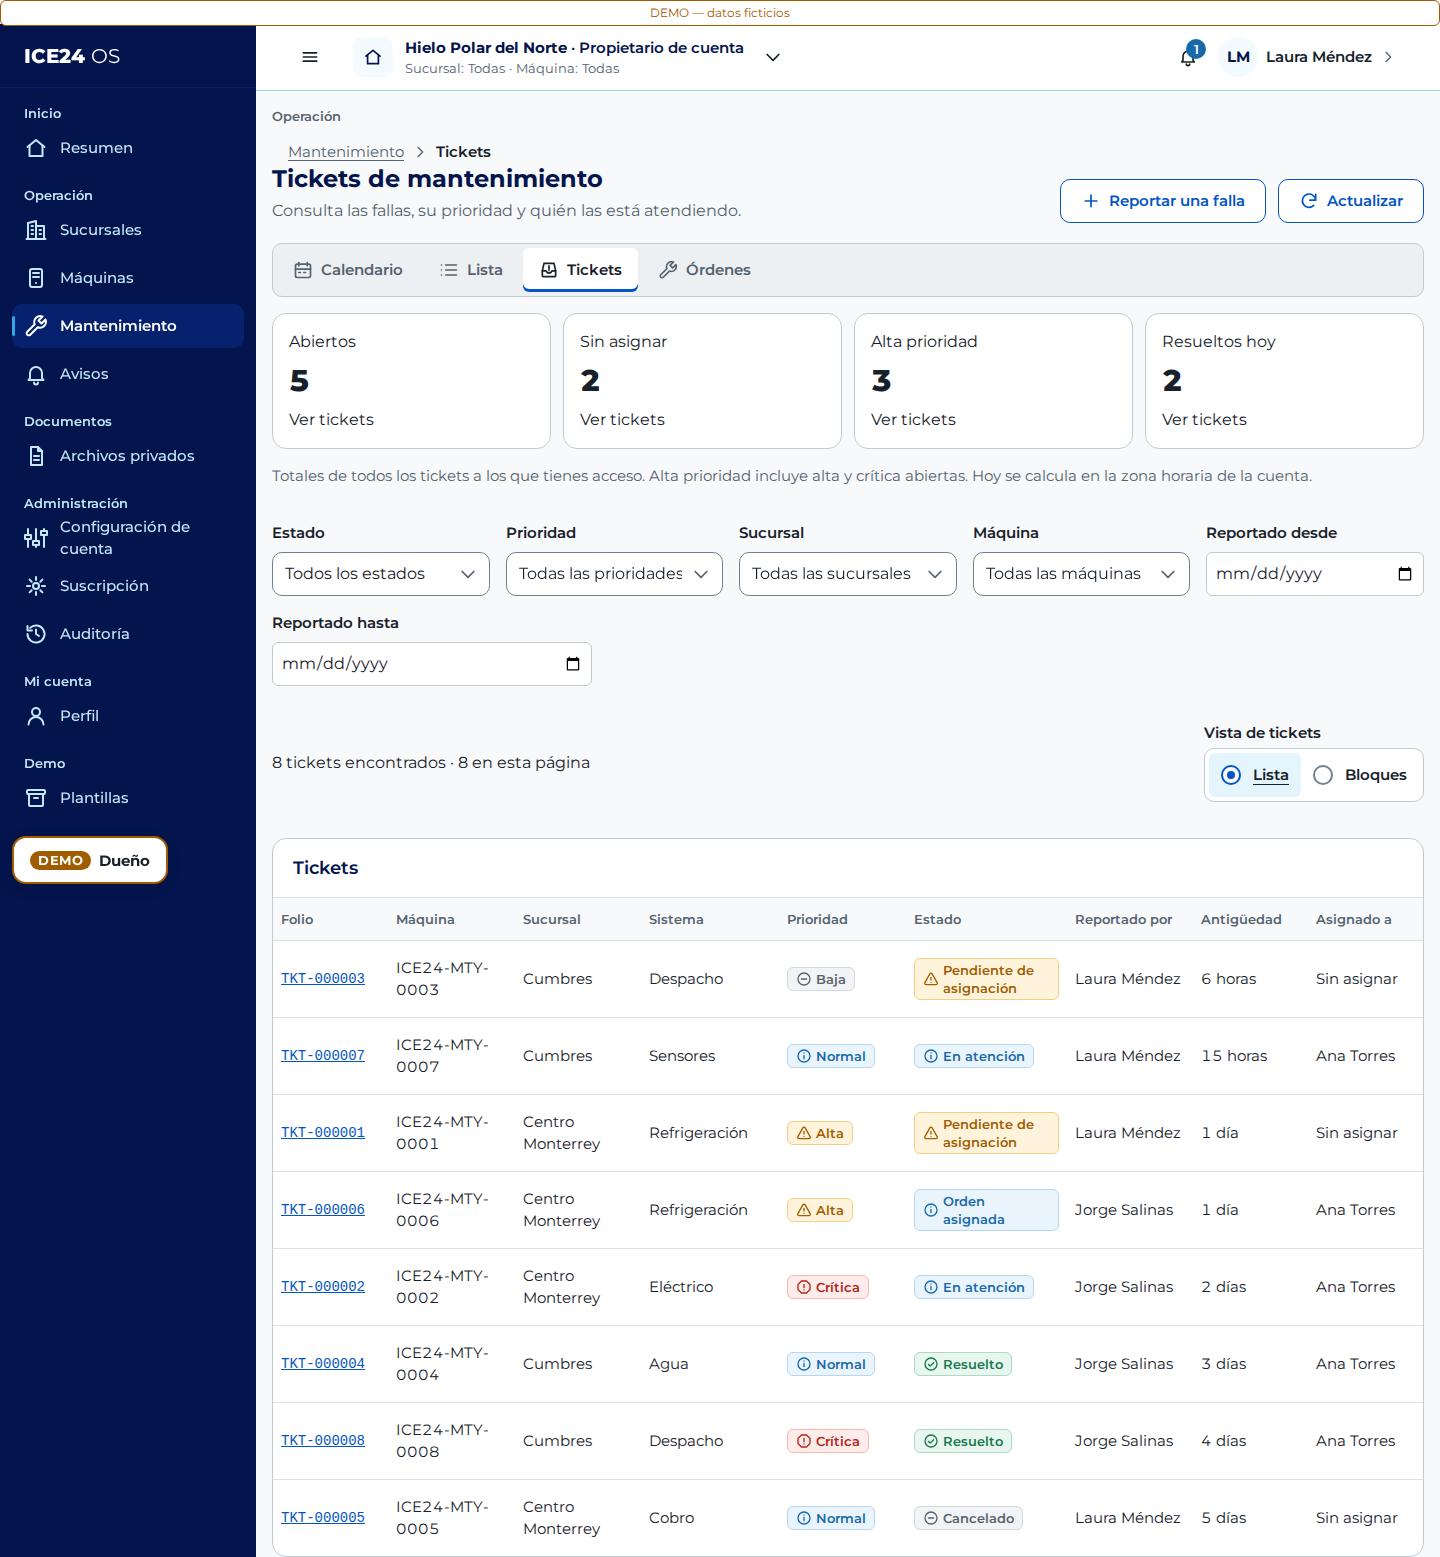 DEMO — datos ficticios
ICE24 OS
Inicio
Resumen
Operación
Sucursales
Máquinas
Mantenimiento
Avisos
Documentos
Archivos privados
Administración
Configuración de
cuenta
Suscripción
Auditoría
Mi cuenta
Perfil
Demo
Plantillas
DEMO Dueño
Hielo Polar del Norte · Propietario de cuenta
Sucursal: Todas · Máquina: Todas
1
LM Laura Méndez
Operación
Mantenimiento > Tickets
Tickets de mantenimiento
Consulta las fallas, su prioridad y quién las está atendiendo.
Reportar una falla
Actualizar
Calendario Lista Tickets Órdenes
Abiertos
5
Ver tickets
Sin asignar
2
Ver tickets
Alta prioridad
3
Ver tickets
Resueltos hoy
2
Ver tickets
Totales de todos los tickets a los que tienes acceso. Alta prioridad incluye alta y crítica abiertas. Hoy se calcula en la zona horaria de la cuenta.
Estado
Todos los estados
Prioridad
Todas las prioridades
Sucursal
Todas las sucursales
Máquina
Todas las máquinas
Reportado desde
mm/dd/yyyy
Reportado hasta
mm/dd/yyyy
8 tickets encontrados · 8 en esta página
Vista de tickets
Lista Bloques
Tickets
Folio Máquina Sucursal Sistema Prioridad Estado Reportado por Antigüedad Asignado a
TKT-000003 ICE24-MTY-0003 Cumbres Despacho Baja Pendiente de asignación Laura Méndez 6 horas Sin asignar
TKT-000007 ICE24-MTY-0007 Cumbres Sensores Normal En atención Laura Méndez 15 horas Ana Torres
TKT-000001 ICE24-MTY-0001 Centro Monterrey Refrigeración Alta Pendiente de asignación Laura Méndez 1 día Sin asignar
TKT-000006 ICE24-MTY-0006 Centro Monterrey Refrigeración Alta Orden asignada Jorge Salinas 1 día Ana Torres
TKT-000002 ICE24-MTY-0002 Centro Monterrey Eléctrico Crítica En atención Jorge Salinas 2 días Ana Torres
TKT-000004 ICE24-MTY-0004 Cumbres Agua Normal Resuelto Jorge Salinas 3 días Ana Torres
TKT-000008 ICE24-MTY-0008 Cumbres Despacho Crítica Resuelto Jorge Salinas 4 días Ana Torres
TKT-000005 ICE24-MTY-0005 Centro Monterrey Cobro Normal Cancelado Laura Méndez 5 días Sin asignar